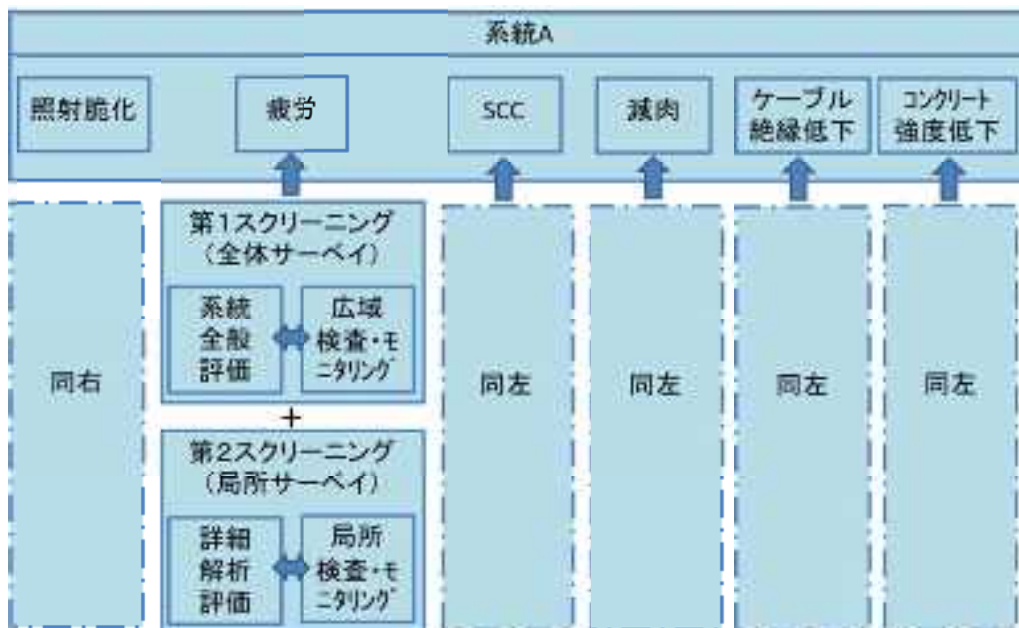 系統A
照射脆化
疲労
SCC
減肉
ケーブル
絶縁低下
コンクリート
強度低下
同右
第1スクリーニング
(全体サーベイ)
系統
全般
評価
広域
検査・モ
ニタリング
+
第2スクリーニング
(局所サーベイ)
詳細
解析
評価
局所
検査・モ
ニタリング
同左
同左
同左
同左